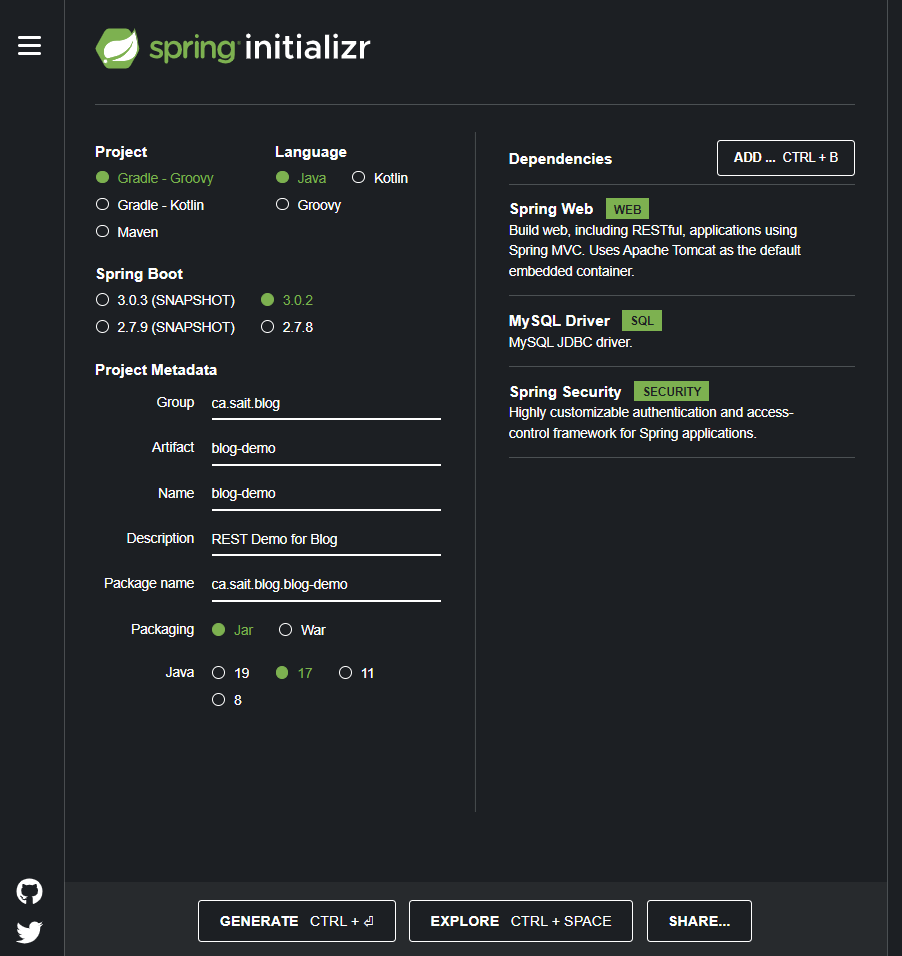 spring initializr
Project
Gradle - Groovy
Gradle - Kotlin
Maven
Language
Java Kotlin
Groovy
Spring Boot
3.0.3 (SNAPSHOT) 3.0.2
2.7.9 (SNAPSHOT) 2.7.8
Project Metadata
Group ca.sait.blog
Artifact blog-demo
Name blog-demo
Description REST Demo for Blog
Package name ca.sait.blog.blog-demo
Packaging Jar War
Java 19 17 11
8
Dependencies ADD ... CTRL + B
Spring Web WEB
Build web, including RESTful, applications using
Spring MVC. Uses Apache Tomcat as the default
embedded container.
MySQL Driver SQL
MySQL JDBC driver.
Spring Security SECURITY
Highly customizable authentication and access-
control framework for Spring applications.
GENERATE CTRL + ⏎ EXPLORE CTRL + SPACE SHARE...